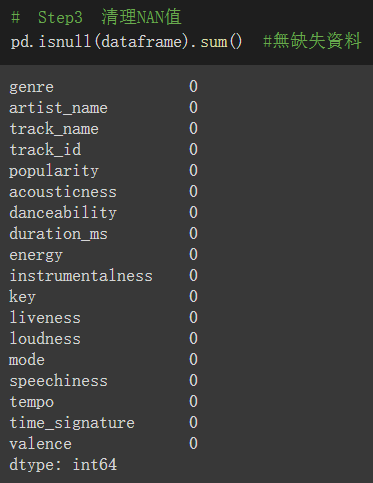 #  Step3  清理NAN值
pd.isnull(dataframe).sum()  #無缺失資料
genre 0
artist_name 0
track_name 0
track_id 0
popularity 0
acousticness 0
danceability 0
duration_ms 0
energy 0
instrumentalness 0
key 0
liveness 0
loudness 0
mode 0
speechiness 0
tempo 0
time_signature 0
valence 0
dtype: int64